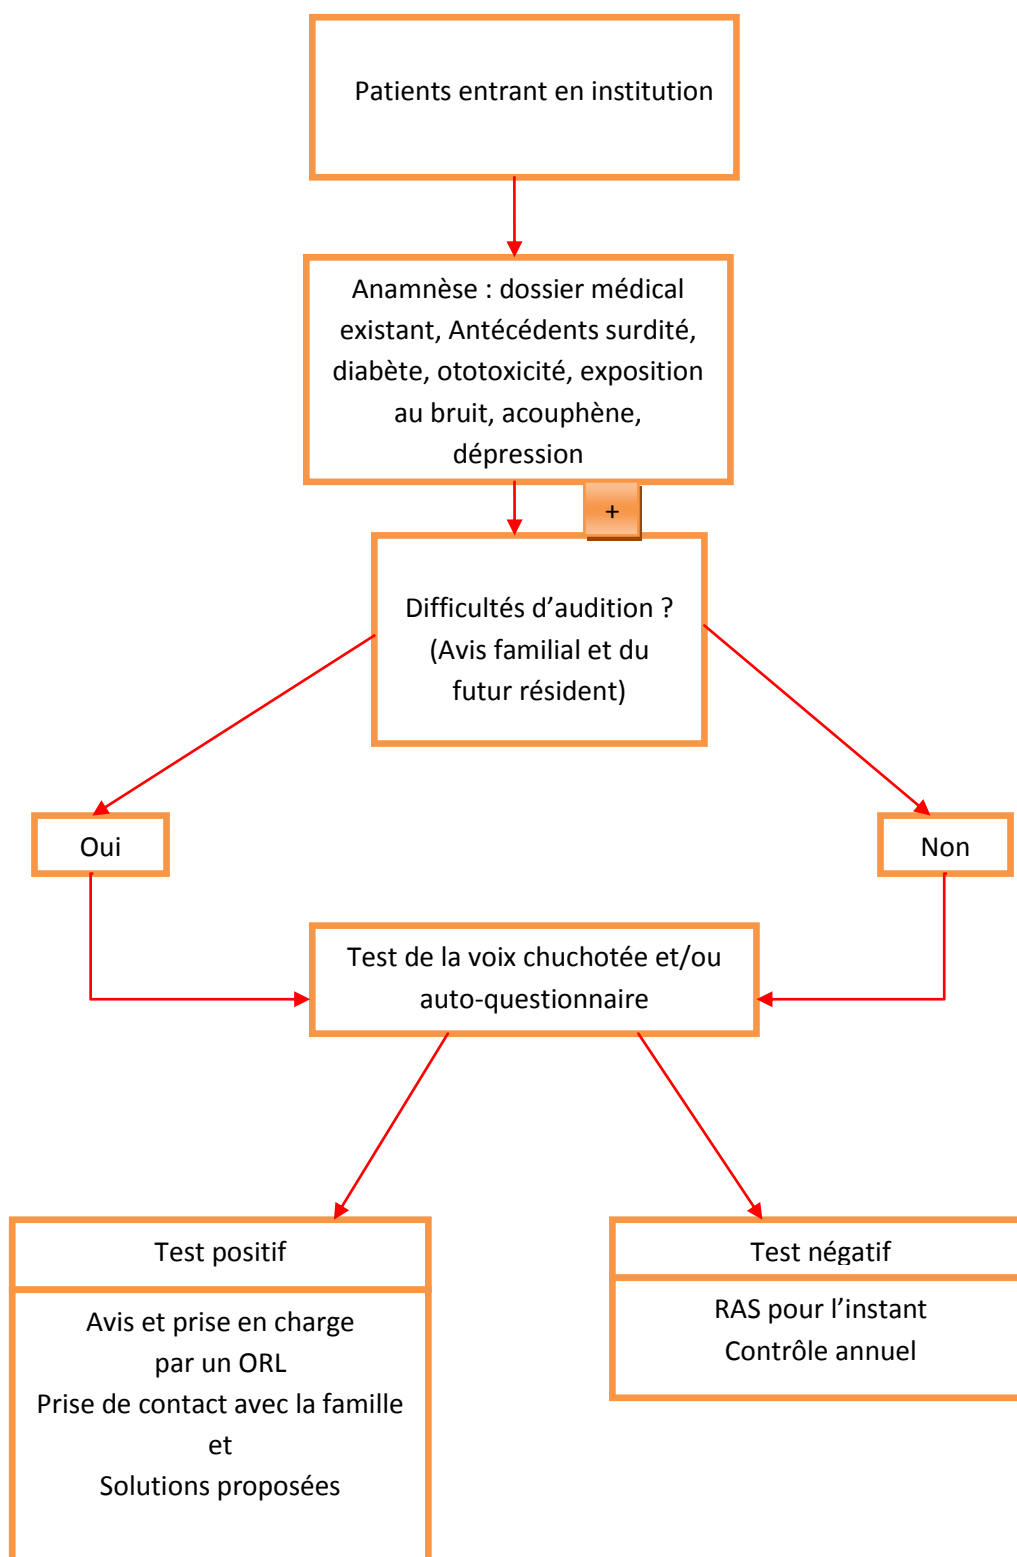 Patients entrant en institution
Anamnèse : dossier médical
existant, Antécédents surdité,
diabète, ototoxicité, exposition
au bruit, acouphène,
dépression
+
Difficultés d’audition ?
(Avis familial et du
futur résident)
Oui
Non
Test de la voix chuchotée et/ou
auto-questionnaire
Test positif
Avis et prise en charge
par un ORL
Prise de contact avec la famille
et
Solutions proposées
Test négatif
RAS pour l’instant
Contrôle annuel